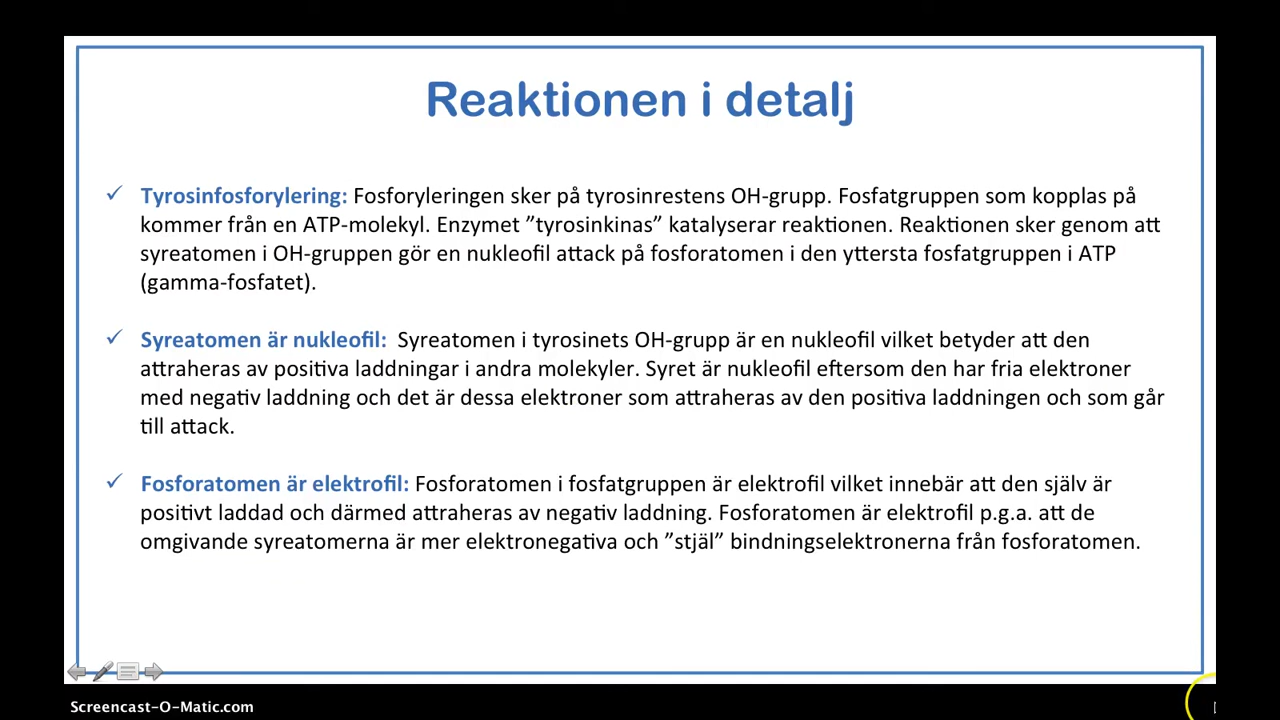 Reaktionen i detalj
✓ Tyrosinfosforylering: Fosforyleringen sker på tyrosinrestens OH-grupp. Fosfatgruppen som kopplas på
kommer från en ATP-molekyl. Enzymet ”tyrosinkinas” katalyserar reaktionen. Reaktionen sker genom att
syreatomen i OH-gruppen gör en nukleofil attack på fosforatomen i den yttersta fosfatgruppen i ATP
(gamma-fosfatet).
✓ Syreatomen är nukleofil: Syreatomen i tyrosinets OH-grupp är en nukleofil vilket betyder att den
attraheras av positiva laddningar i andra molekyler. Syret är nukleofil eftersom den har fria elektroner
med negativ laddning och det är dessa elektroner som attraheras av den positiva laddningen och som går
till attack.
✓ Fosforatomen är elektrofil: Fosforatomen i fosfatgruppen är elektrofil vilket innebär att den själv är
positivt laddad och därmed attraheras av negativ laddning. Fosforatomen är elektrofil p.g.a. att de
omgivande syreatomerna är mer elektronegativa och ”stjäl” bindningselektronerna från fosforatomen.
Screencast-O-Matic.com